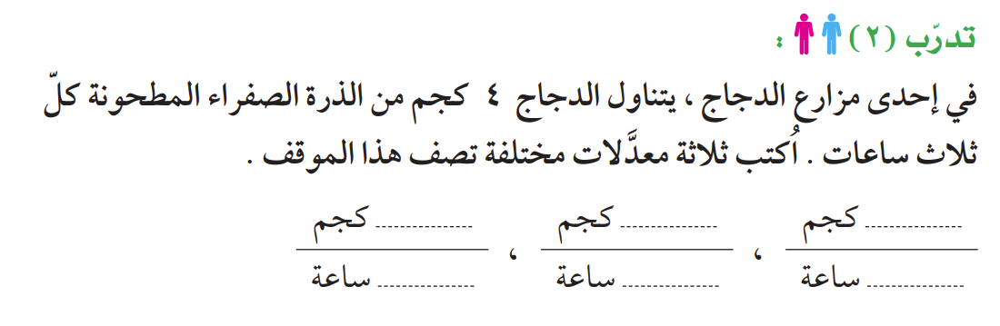 تدرّب (٢) :
في إحدى مزارع الدجاج ، يتناول الدجاج ٤ كجم من الذرة الصفراء المطحونة كلّ
ثلاث ساعات . اُكتب ثلاثة معدَّلات مختلفة تصف هذا الموقف .
............... كجم ، ............... كجم ، ............... كجم
............... ساعة ............... ساعة ............... ساعة